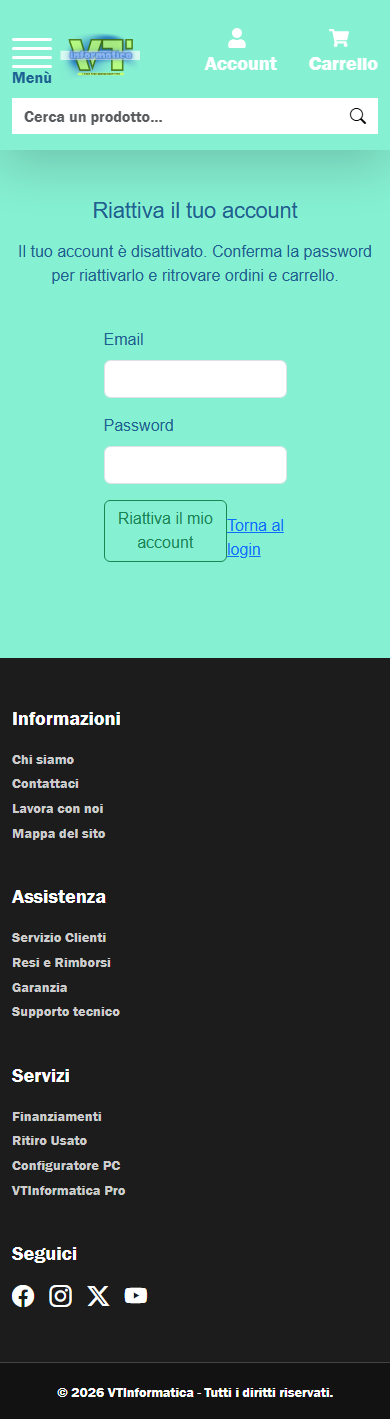 Menù
VTi
Informatica
Account
Carrello
Cerca un prodotto...
Riattiva il tuo account
Il tuo account è disattivato. Conferma la password
per riattivarlo e ritrovare ordini e carrello.
Email
Password
Riattiva il mio
account
Torna al
login
Informazioni
Chi siamo
Contattaci
Lavora con noi
Mappa del sito
Assistenza
Servizio Clienti
Resi e Rimborsi
Garanzia
Supporto tecnico
Servizi
Finanziamenti
Ritiro Usato
Configuratore PC
VTInformatica Pro
Seguici
© 2026 VTInformatica - Tutti i diritti riservati.